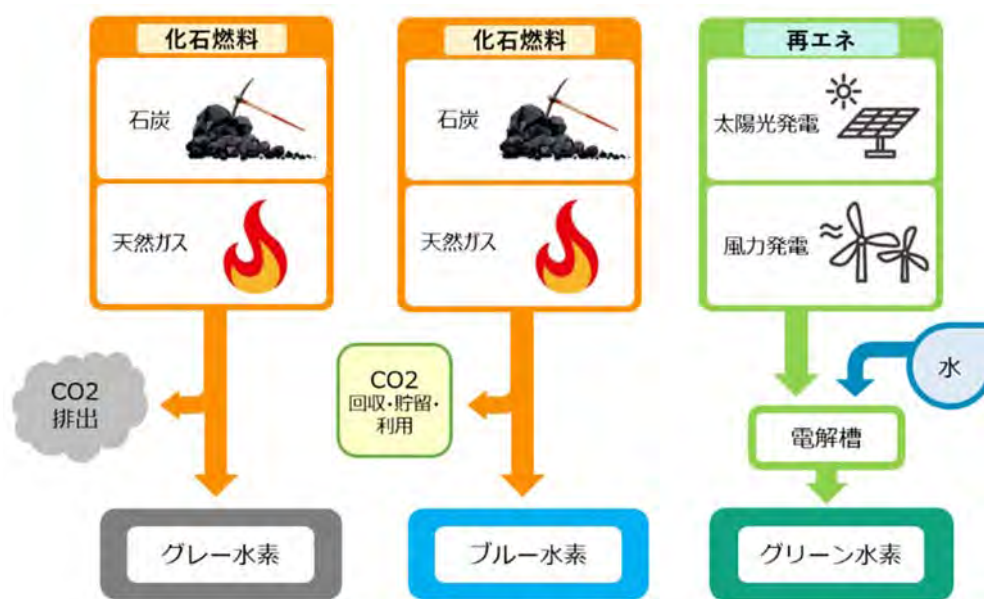 化石燃料
石炭
天然ガス
CO2
排出
グレー水素
化石燃料
石炭
天然ガス
CO2
回収・貯留・
利用
ブルー水素
再エネ
太陽光発電
風力発電
水
電解槽
グリーン水素